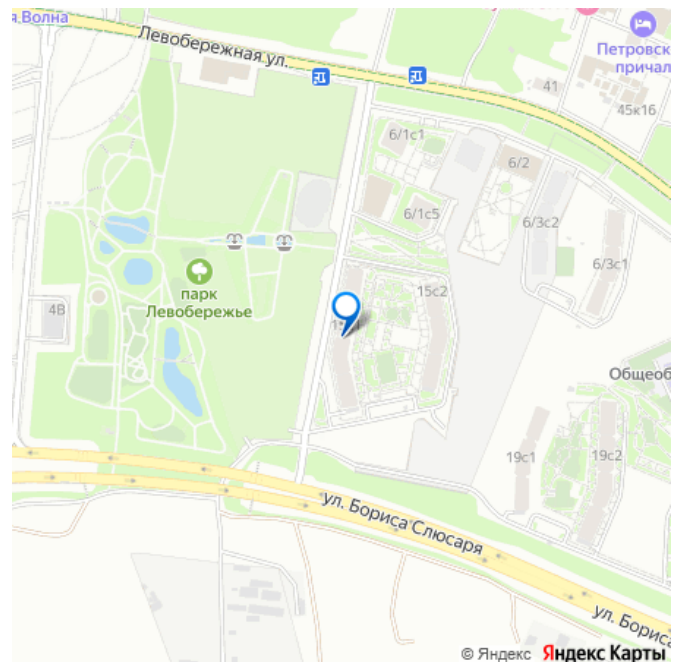 я Волна
Левобережная ул.
Петровск
причал
41
45к16
6/1с1
6/2
6/1с5
6/3с2
6/3с1
парк
Левобережье
4В
15с2
Общеоб
19с1
19с2
ул. Бориса Слюсаря
ул. Бориса
© Яндекс Яндекс Карты